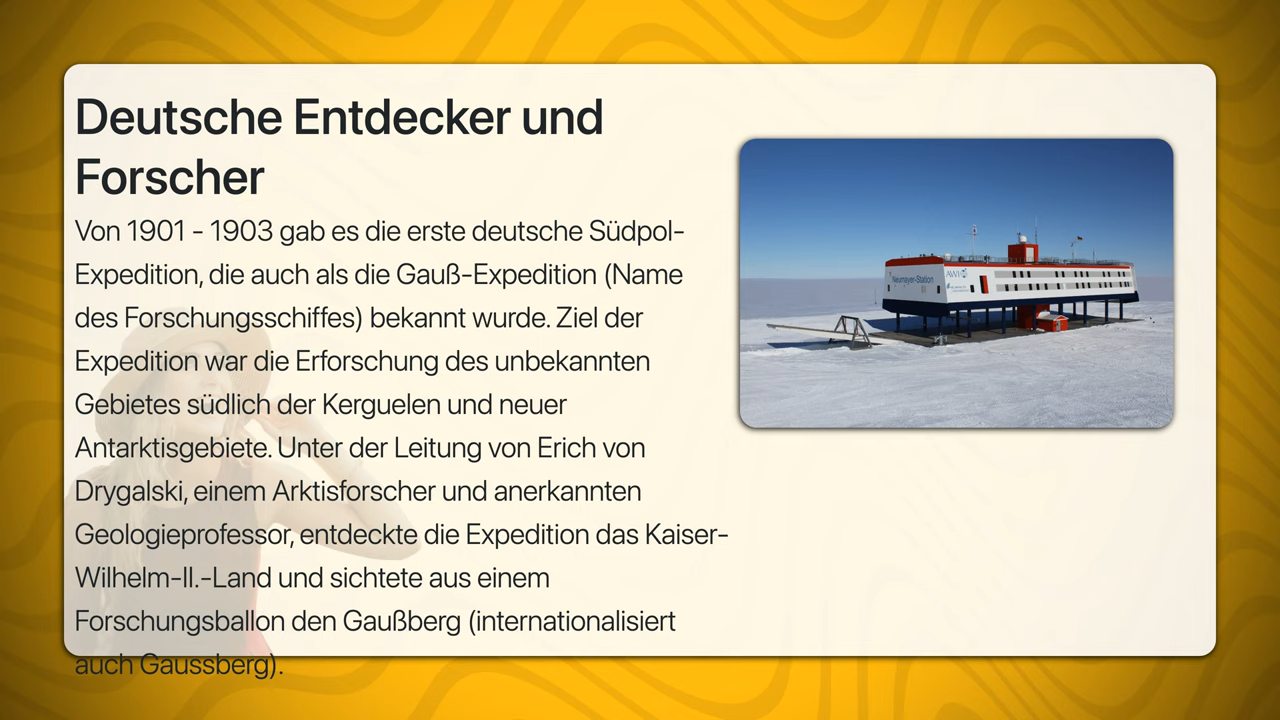 Deutsche Entdecker und
Forscher
Von 1901 - 1903 gab es die erste deutsche Südpol-
Expedition, die auch als die Gauß-Expedition (Name
des Forschungsschiffes) bekannt wurde. Ziel der
Expedition war die Erforschung des unbekannten
Gebietes südlich der Kerguelen und neuer
Antarktisgebiete. Unter der Leitung von Erich von
Drygalski, einem Arktisforscher und anerkannten
Geologieprofessor, entdeckte die Expedition das Kaiser-
Wilhelm-II.-Land und sichtete aus einem
Forschungsballon den Gaußberg (internationalisiert
auch Gaussberg).
Neumayer-Station
AWI